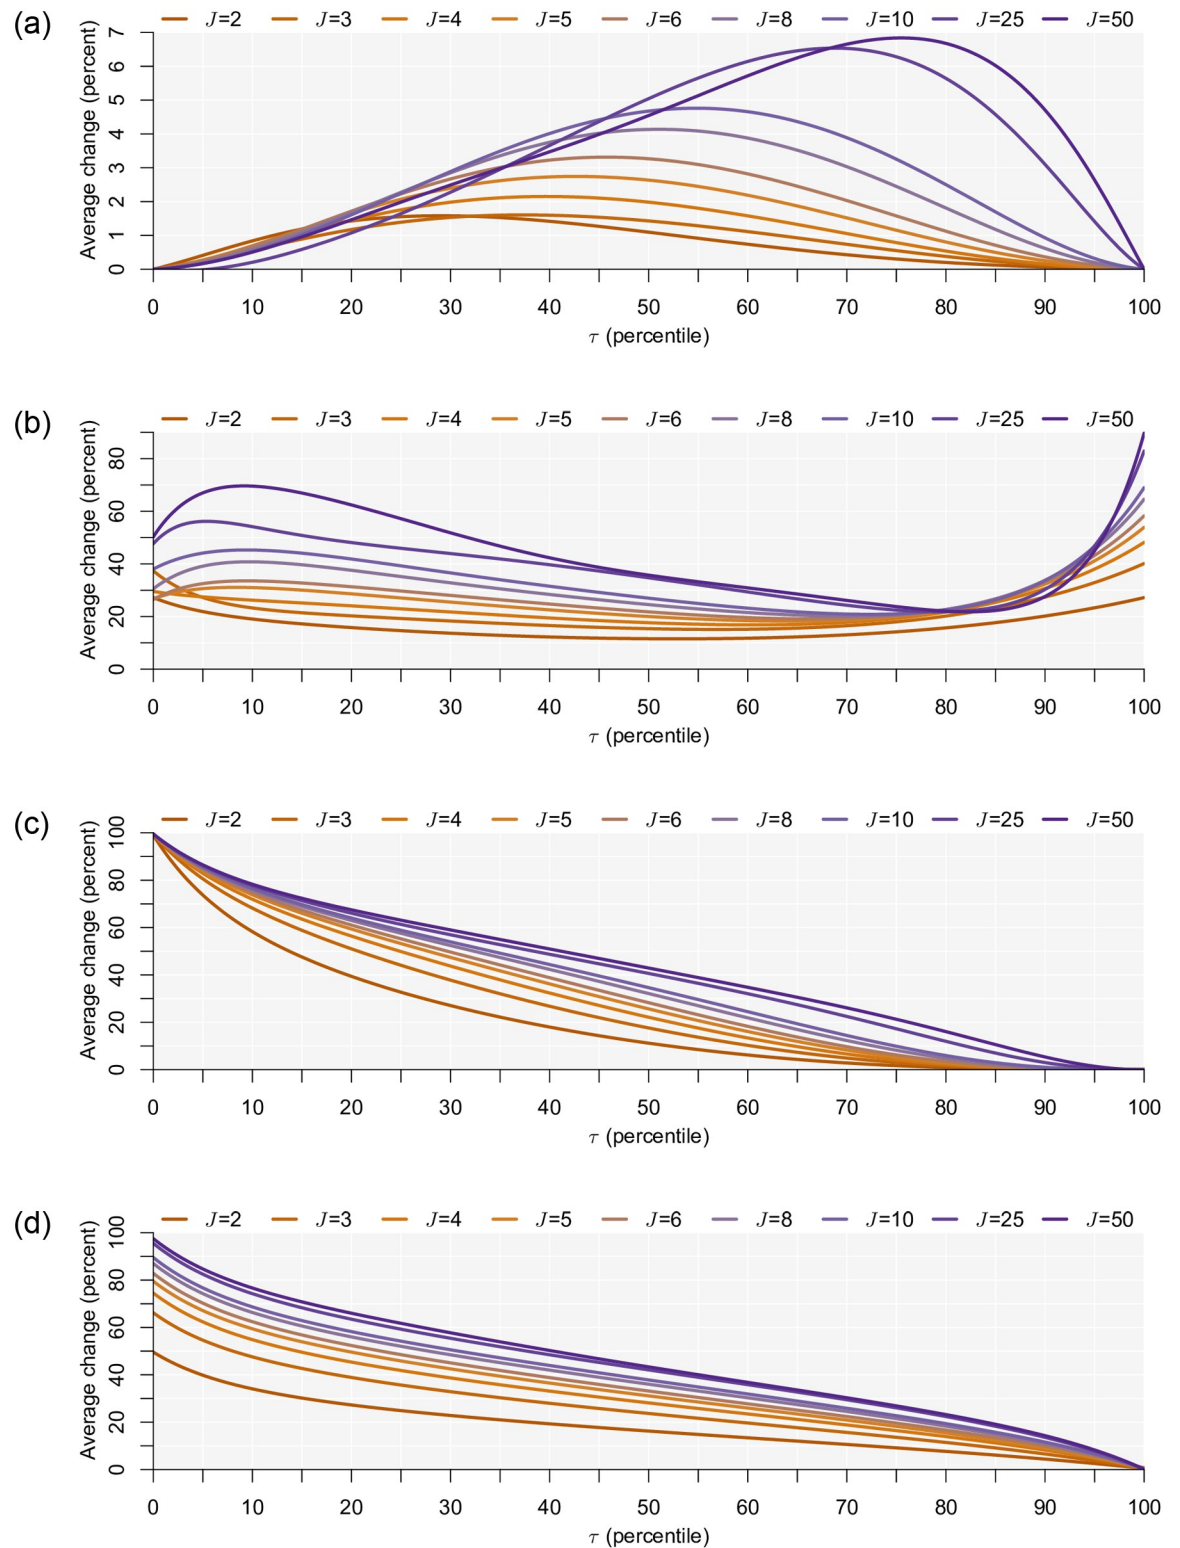 (a)
J=2 J=3 J=4 J=5 J=6 J=8 J=10 J=25 J=50
Average change (percent)
7
6
5
4
3
2
1
0
0 10 20 30 40 50 60 70 80 90 100
τ (percentile)
(b)
J=2 J=3 J=4 J=5 J=6 J=8 J=10 J=25 J=50
Average change (percent)
80
60
40
20
0
0 10 20 30 40 50 60 70 80 90 100
τ (percentile)
(c)
J=2 J=3 J=4 J=5 J=6 J=8 J=10 J=25 J=50
Average change (percent)
100
80
60
40
20
0
0 10 20 30 40 50 60 70 80 90 100
τ (percentile)
(d)
J=2 J=3 J=4 J=5 J=6 J=8 J=10 J=25 J=50
Average change (percent)
100
80
60
40
20
0
0 10 20 30 40 50 60 70 80 90 100
τ (percentile)